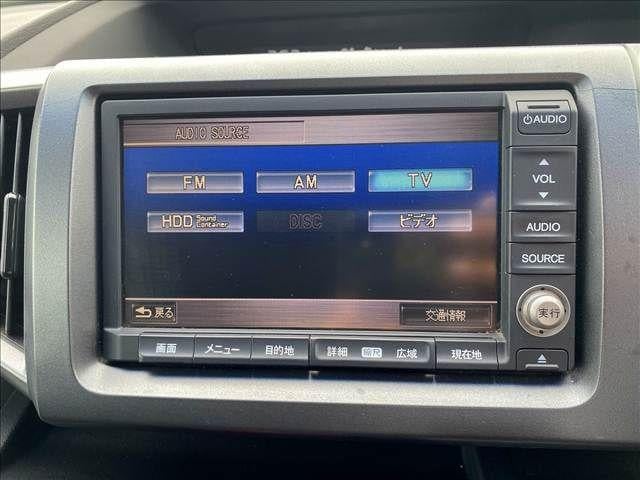 AUDIO SOURCE
FM AM TV
HDD Sound Container DISC ビデオ
戻る 交通情報
画面 メニュー 目的地 詳細 縮尺 広域 現在地
AUDIO
VOL
AUDIO
SOURCE
実行